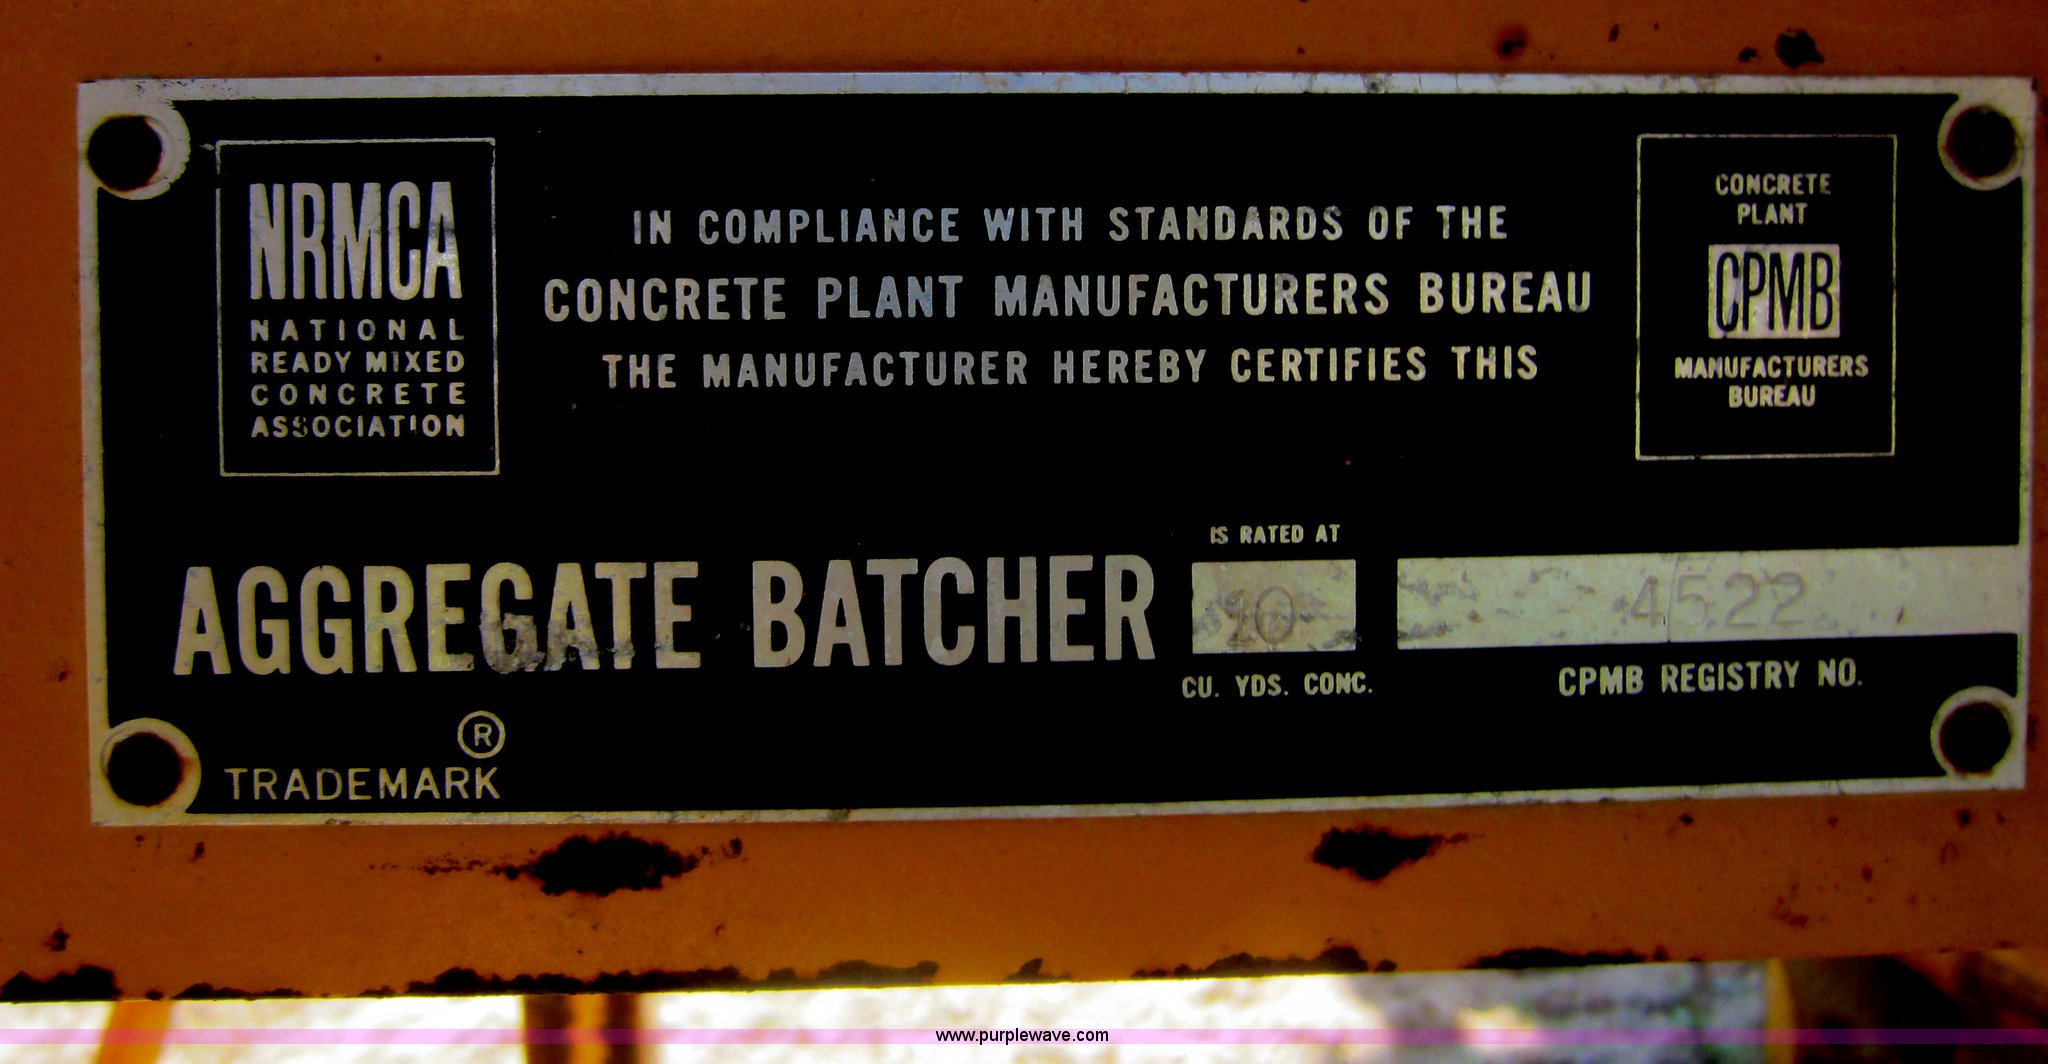 NRMCA
NATIONAL
READY MIXED
CONCRETE
ASSOCIATION
IN COMPLIANCE WITH STANDARDS OF THE
CONCRETE PLANT MANUFACTURERS BUREAU
THE MANUFACTURER HEREBY CERTIFIES THIS
CONCRETE
PLANT
CPMB
MANUFACTURERS
BUREAU
AGGREGATE BATCHER
IS RATED AT
10
CU. YDS. CONC.
4522
CPMB REGISTRY NO.
®
TRADEMARK
www.purplewave.com